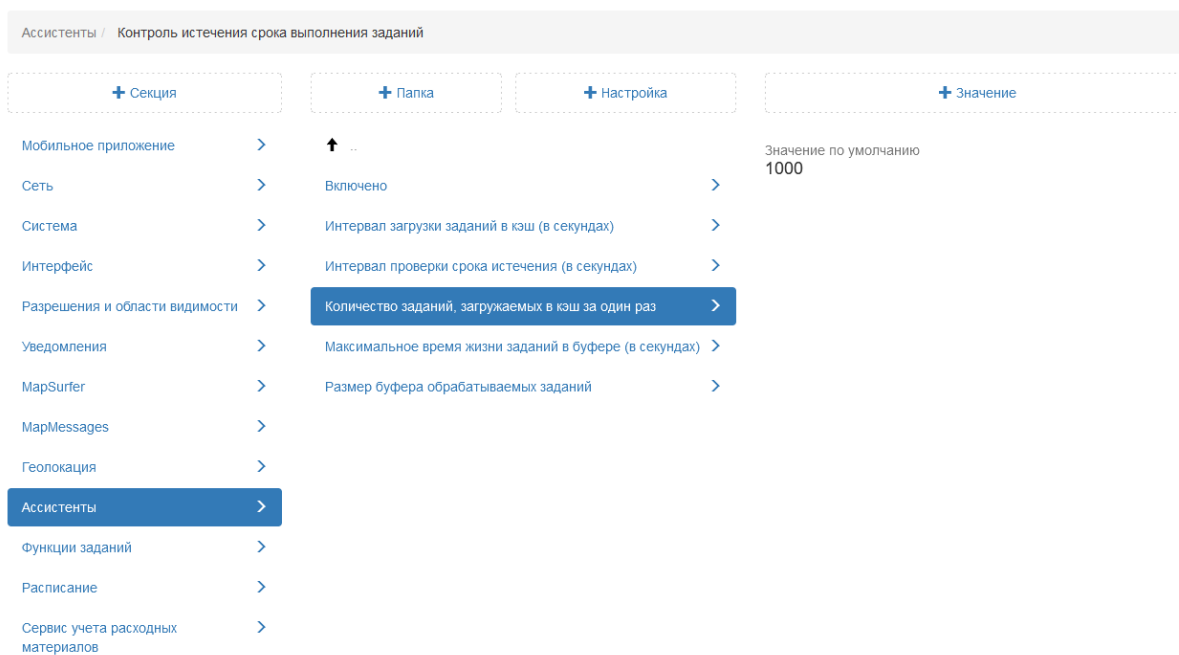 Ассистенты / Контроль истечения срока выполнения заданий
+ Секция
+ Папка
+ Настройка
+ Значение
Мобильное приложение
Сеть
Система
Интерфейс
Разрешения и области видимости
Уведомления
MapSurfer
MapMessages
Геолокация
Ассистенты
Функции заданий
Расписание
Сервис учета расходных
материалов
..
Включено
Интервал загрузки заданий в кэш (в секундах)
Интервал проверки срока истечения (в секундах)
Количество заданий, загружаемых в кэш за один раз
Максимальное время жизни заданий в буфере (в секундах)
Размер буфера обрабатываемых заданий
Значение по умолчанию
1000